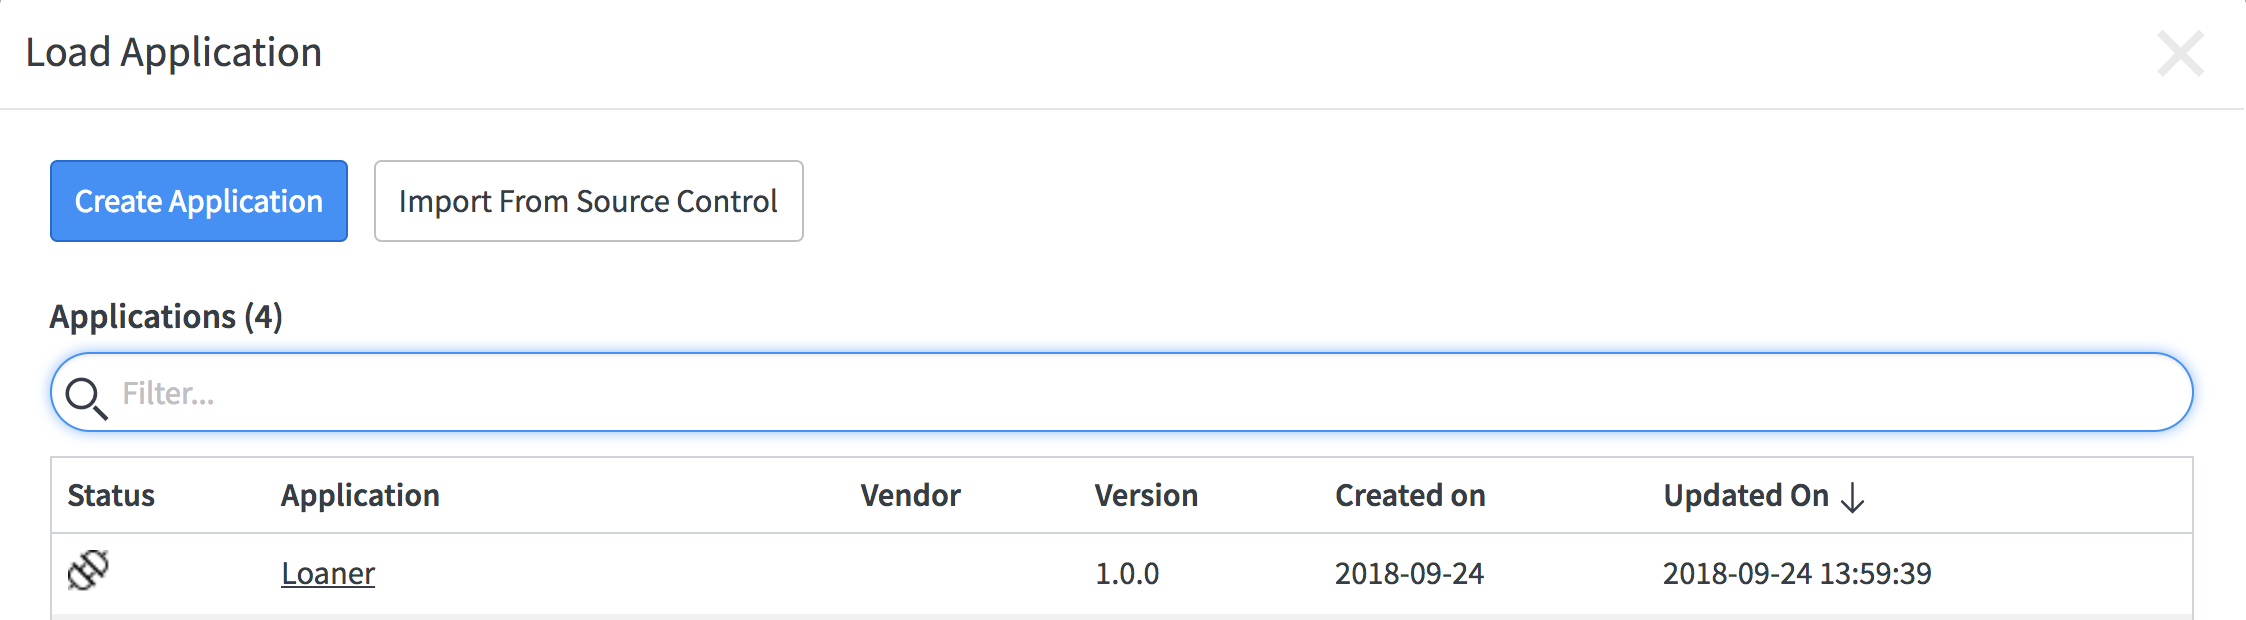 Load Application
Create Application Import From Source Control
Applications (4)
Filter...
Status Application Vendor Version Created on Updated On
Loaner 1.0.0 2018-09-24 2018-09-24 13:59:39